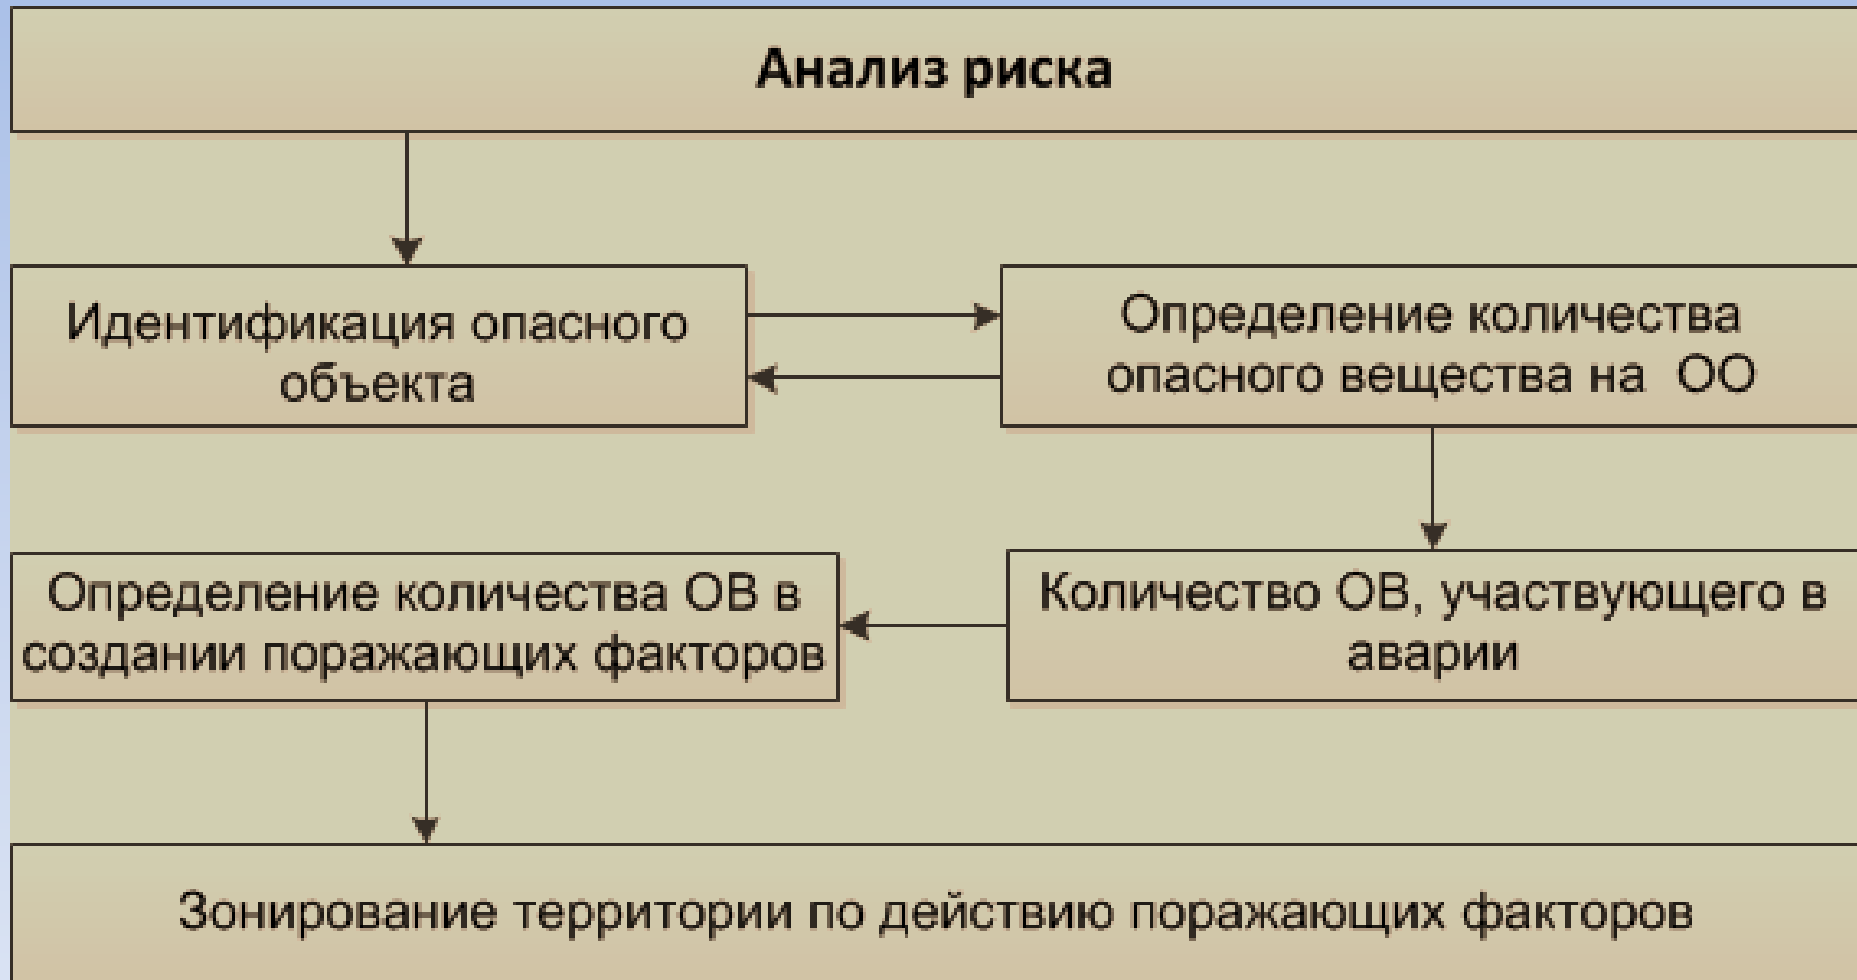 Анализ риска
Идентификация опасного
объекта
Определение количества
опасного вещества на ОО
Определение количества ОВ в
создании поражающих факторов
Количество ОВ, участвующего в
аварии
Зонирование территории по действию поражающих факторов